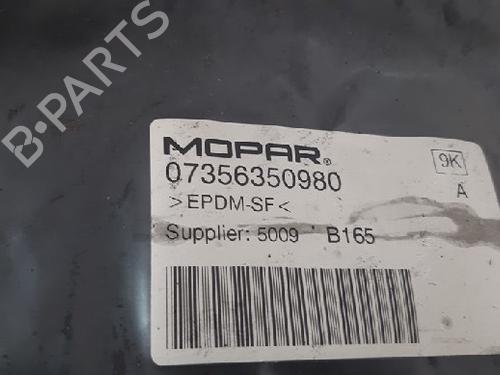 B-PARTS
MOPAR®
07356350980
>EPDM-SF<
Supplier: 5009 B165
9K
A